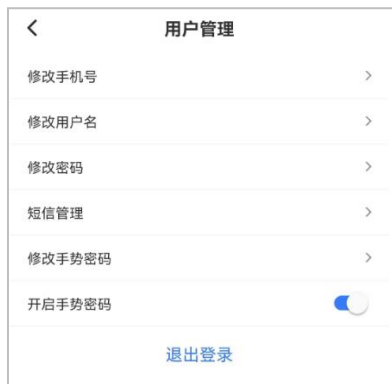 用户管理
修改手机号
修改用户名
修改密码
短信管理
修改手势密码
开启手势密码
退出登录